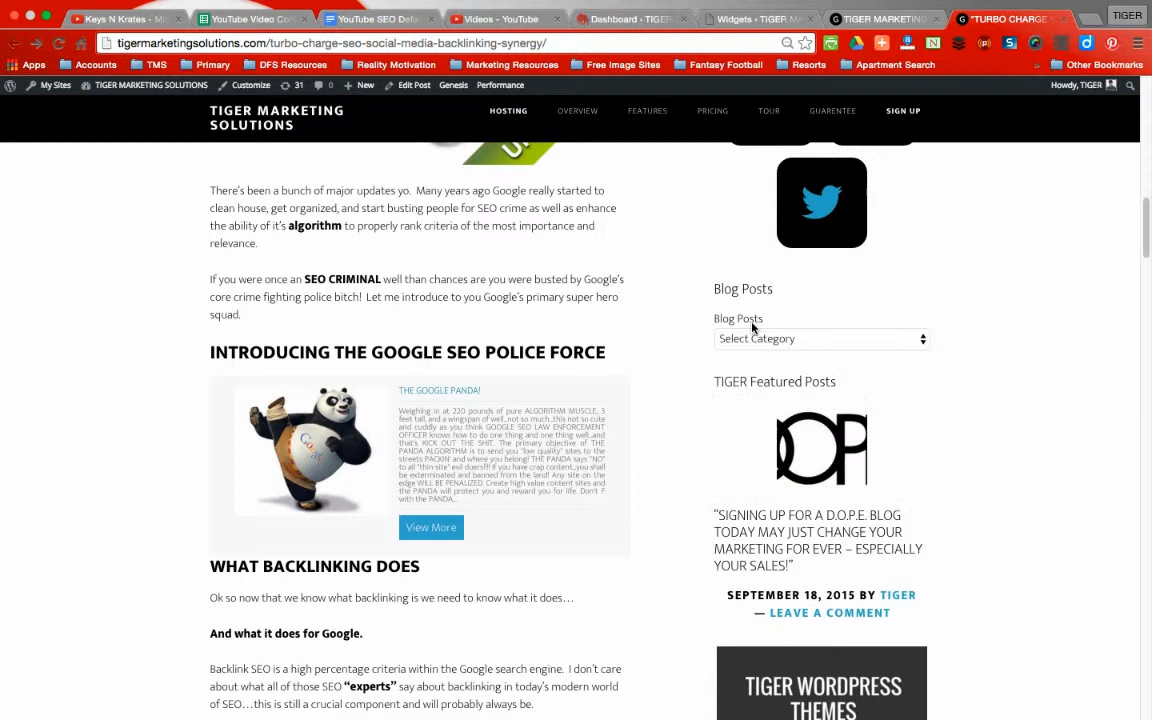 Keys N Krates - Mi
YouTube Video Con
YouTube SEO Defa
Videos - YouTube
Dashboard ‹ TIGER
Widgets ‹ TIGER M
TIGER MARKETING
"TURBO CHARGE Y
TIGER
tigermarketingsolutions.com/turbo-charge-seo-social-media-backlinking-synergy/
Apps
Accounts
TMS
Primary
DFS Resources
Reality Motivation
Marketing Resources
Free Image Sites
Fantasy Football
Resorts
Apartment Search
»
Other Bookmarks
My Sites
TIGER MARKETING SOLUTIONS
Customize
31
0
New
Edit Post
Genesis
Performance
Howdy, TIGER
TIGER MARKETING
SOLUTIONS
HOSTING
OVERVIEW
FEATURES
PRICING
TOUR
GUARENTEE
SIGN UP
There's been a bunch of major updates yo. Many years ago Google really started to
clean house, get organized, and start busting people for SEO crime as well as enhance
the ability of it's algorithm to properly rank criteria of the most importance and
relevance.
If you were once an SEO CRIMINAL well than chances are you were busted by Google's
core crime fighting police bitch! Let me introduce to you Google's primary super hero
squad.
INTRODUCING THE GOOGLE SEO POLICE FORCE
THE GOOGLE PANDA!
Weighing in at 220 pounds of pure ALGORITHM MUSCLE, 3
feet tall, and a wingspan of well..not so much..this not so cute
and cuddly as you think GOOGLE SEO LAW ENFORCEMENT
OFFICER knows how to do one thing and one thing well..and
that's KICK OUT THE SHIT. The primary objective of THE
PANDA ALGORITHM is to send you "low quality" sites to the
streets PACKIN' and where you belong! THE PANDA says "NO"
to all "thin-site" evil duers!!!! if you have crap content..you shall
be exterminated and banned from the land! Any site on the
edge WILL BE PENALIZED. Create high value content sites and
the PANDA will protect you and reward you for life. Don't F
with the PANDA...
View More
WHAT BACKLINKING DOES
Ok so now that we know what backlinking is we need to know what it does…
And what it does for Google.
Backlink SEO is a high percentage criteria within the Google search engine. I don't care
about what all of those SEO “experts” say about backlinking in today's modern world
of SEO…this is still a crucial component and will probably always be.
Blog Posts
Blog Posts
Select Category
TIGER Featured Posts
DOP
“SIGNING UP FOR A D.O.P.E. BLOG
TODAY MAY JUST CHANGE YOUR
MARKETING FOR EVER – ESPECIALLY
YOUR SALES!”
SEPTEMBER 18, 2015 BY TIGER
— LEAVE A COMMENT
TIGER WORDPRESS
THEMES